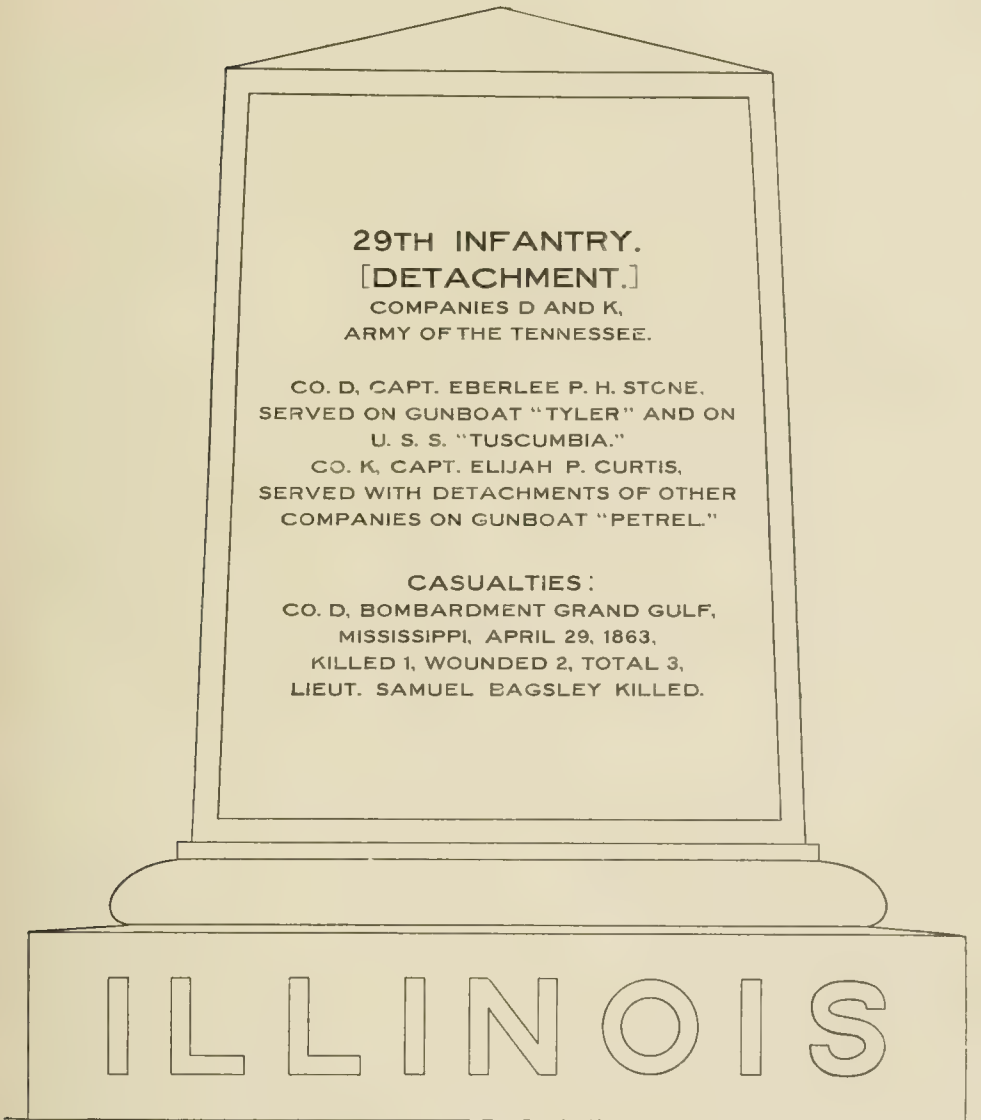 29TH INFANTRY.
[DETACHMENT.]
COMPANIES D AND K,
ARMY OF THE TENNESSEE.
CO. D, CAPT. EBERLEE P. H. STONE,
SERVED ON GUNBOAT "TYLER" AND ON
U. S. S. "TUSCUMBIA."
CO. K, CAPT. ELIJAH P. CURTIS,
SERVED WITH DETACHMENTS OF OTHER
COMPANIES ON GUNBOAT "PETREL."
CASUALTIES:
CO. D, BOMBARDMENT GRAND GULF,
MISSISSIPPI, APRIL 29, 1863,
KILLED 1, WOUNDED 2, TOTAL 3,
LIEUT. SAMUEL BAGSLEY KILLED.
ILLINOIS